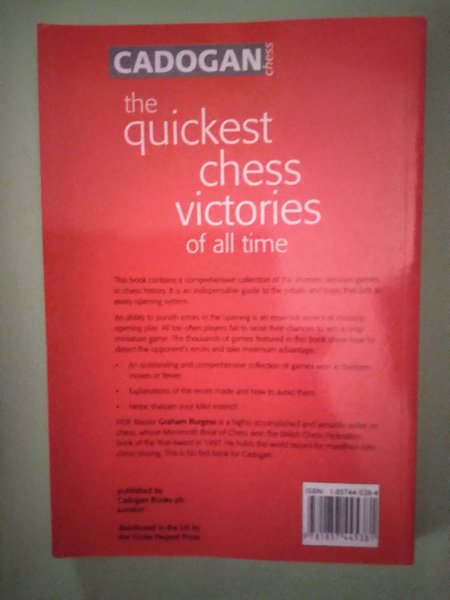 CADOGAN chess
the
quickest
chess
victories
of all time
This book contains a comprehensive collection of the shortest decisive games
in chess history. It is an indispensable guide to the pitfalls and traps that lurk in
every opening system.
An ability to punish errors in the opening is an essential aspect of modern
opening play. All too often players fail to seize their chances to win a crisp
miniature game. The thousands of games featured in this book show how to
detect the opponent's errors and take maximum advantage.
• An outstanding and comprehensive collection of games won in thirteen
moves or fewer
• Explanations of the errors made and how to avoid them
• Helps sharpen your killer instinct
FIDE Master Graham Burgess is a highly accomplished and versatile writer on
chess, whose Mammoth Book of Chess won the British Chess Federation
Book of the Year Award in 1997. He holds the world record for marathon blitz
chess playing. This is his first book for Cadogan.
published by
Cadogan Books plc
London
distributed in the US by
the Globe Pequot Press
ISBN 1-85744-538-4
9 781857 445381